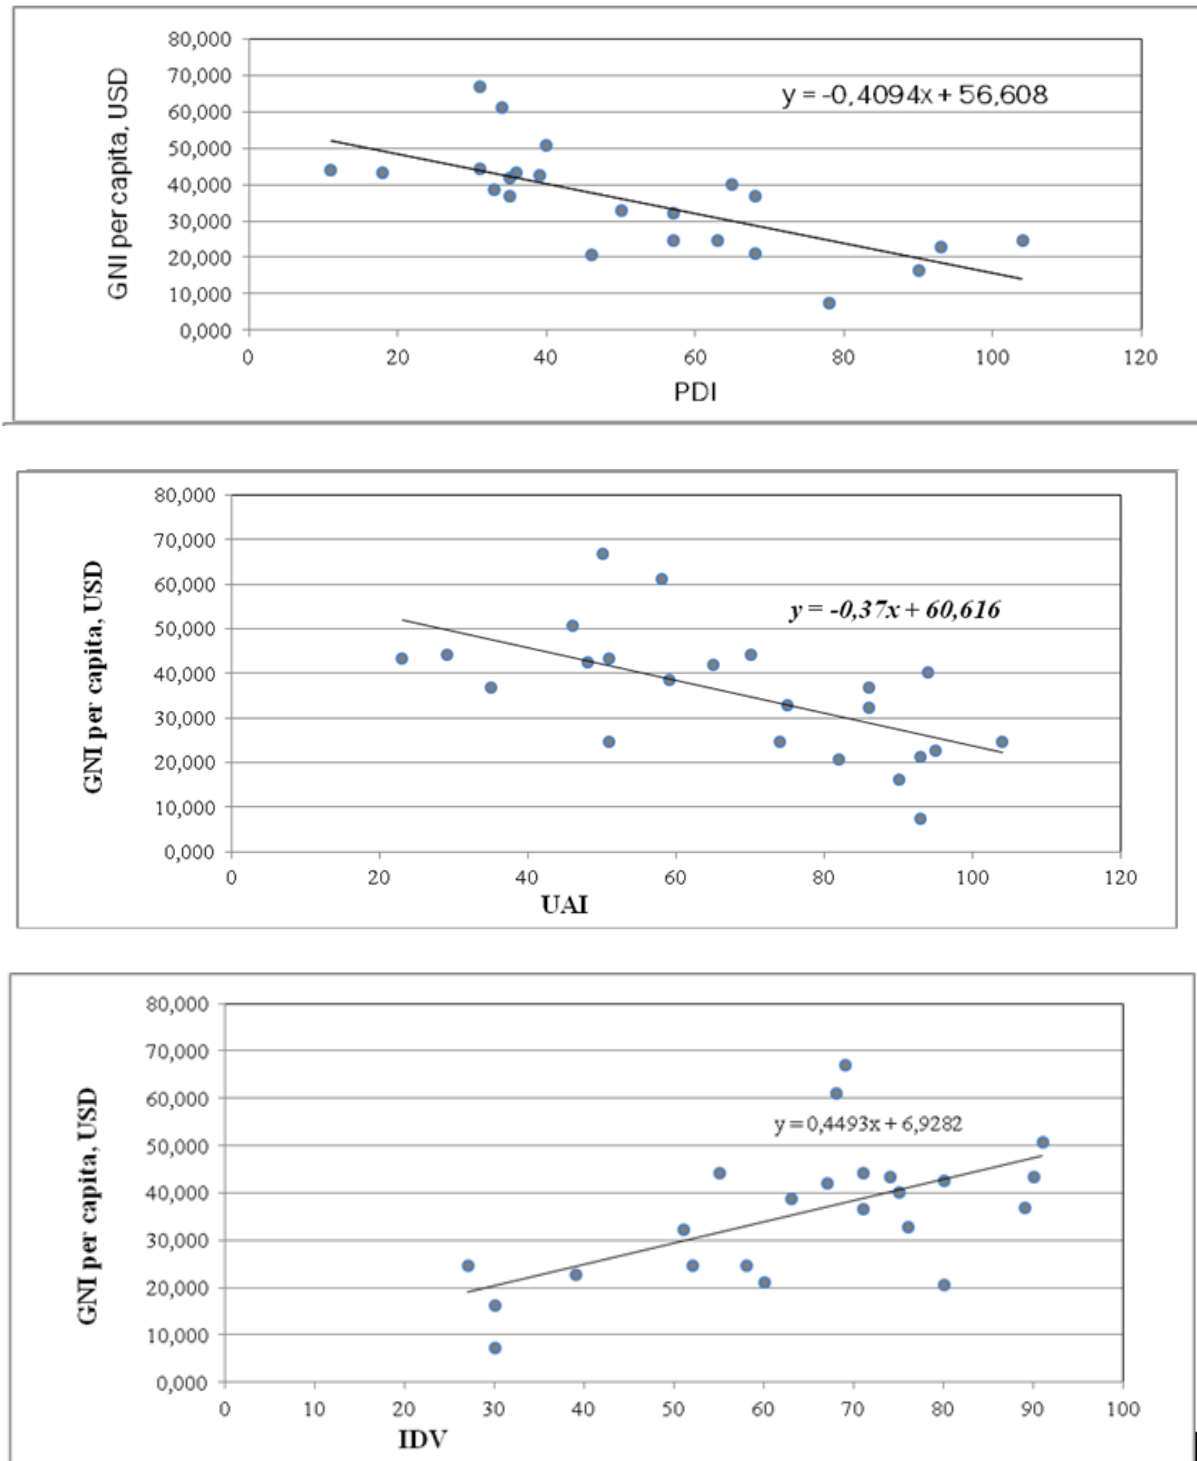 80,000
70,000
60,000
50,000
40,000
30,000
20,000
10,000
0,000
GNI per capita, USD
y = -0,4094x + 56,608
0 20 40 60 80 100 120
PDI
80,000
70,000
60,000
50,000
40,000
30,000
20,000
10,000
0,000
GNI per capita, USD
y = -0,37x + 60,616
0 20 40 60 80 100 120
UAI
80,000
70,000
60,000
50,000
40,000
30,000
20,000
10,000
0,000
GNI per capita, USD
y = 0,4493x + 6,9282
0 10 20 30 40 50 60 70 80 90 100
IDV